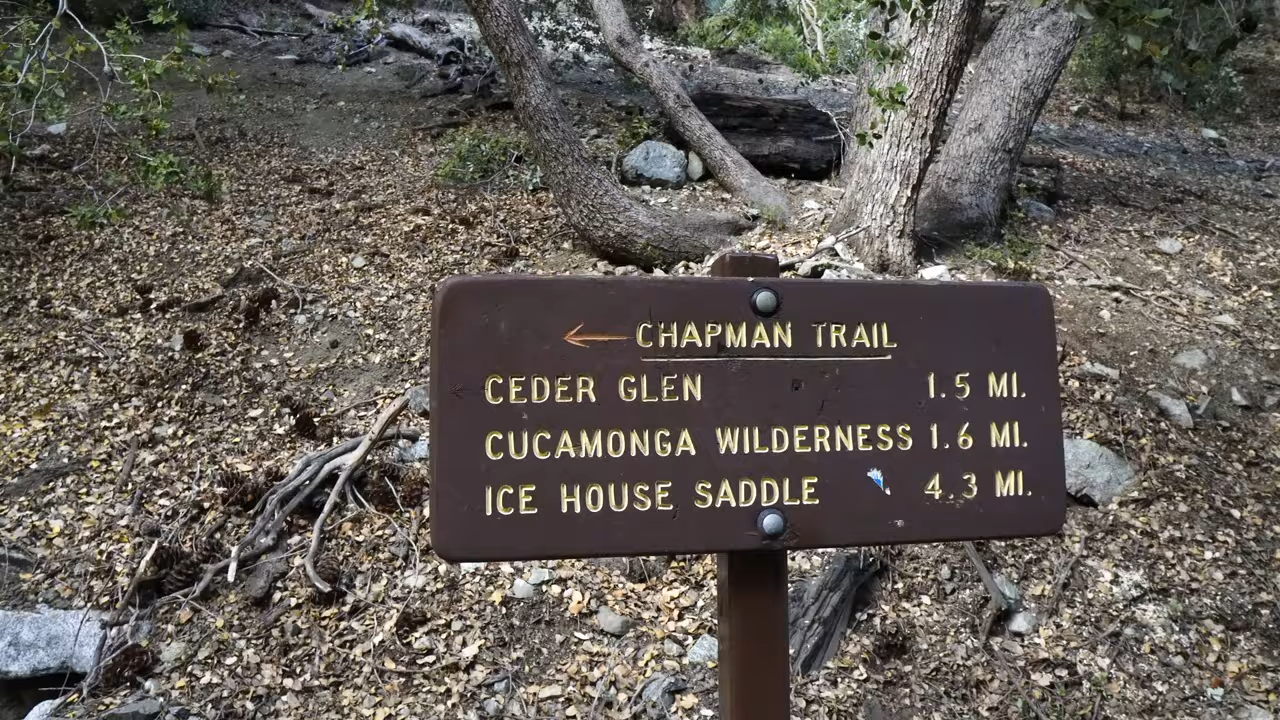 CHAPMAN TRAIL
CEDER GLEN 1.5 MI.
CUCAMONGA WILDERNESS 1.6 MI.
ICE HOUSE SADDLE 4.3 MI.